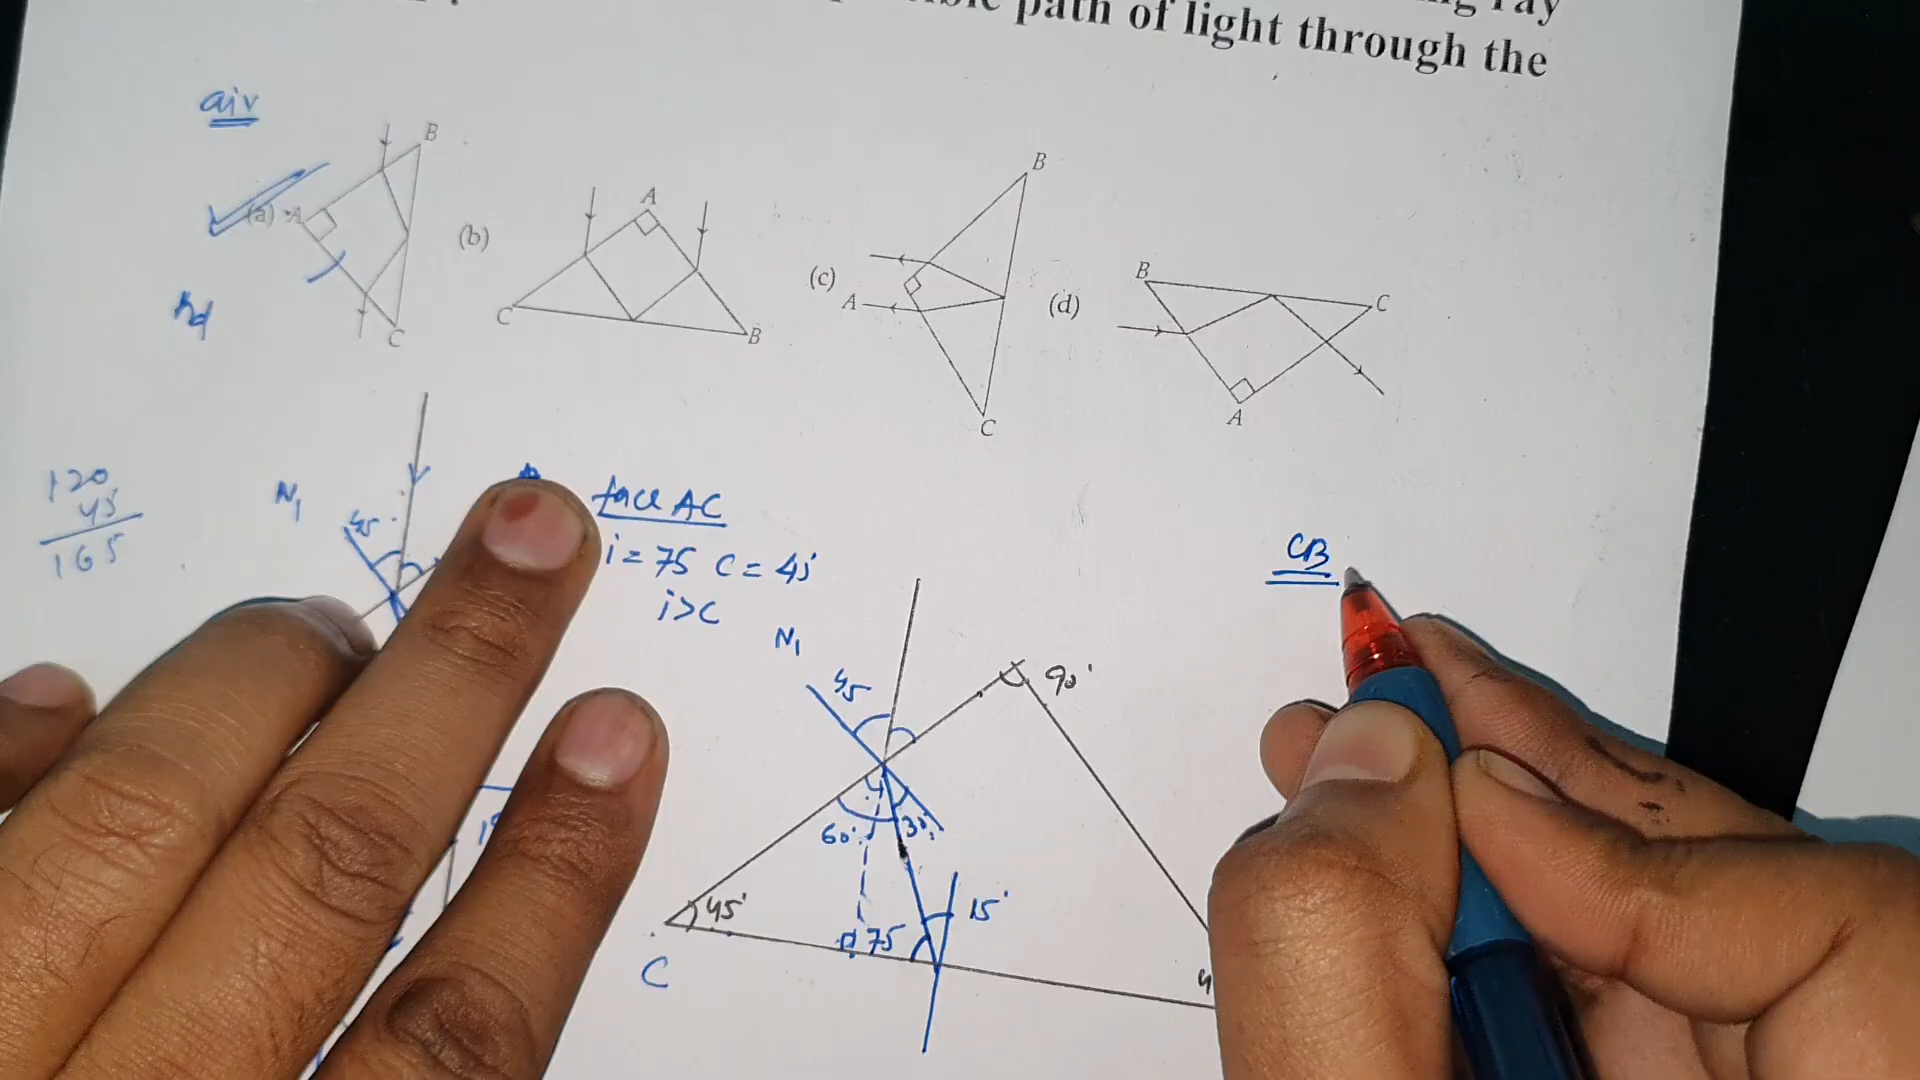 path of light through the
air
B
(a) A
C
(b)
A
C
B
(c)
B
A
C
(d)
B
C
A
120
45
165
N₁
45°
face AC
i = 75 C = 45
i>C
CB
N₁
45
90°
60°
30°
45°
75
15°
C